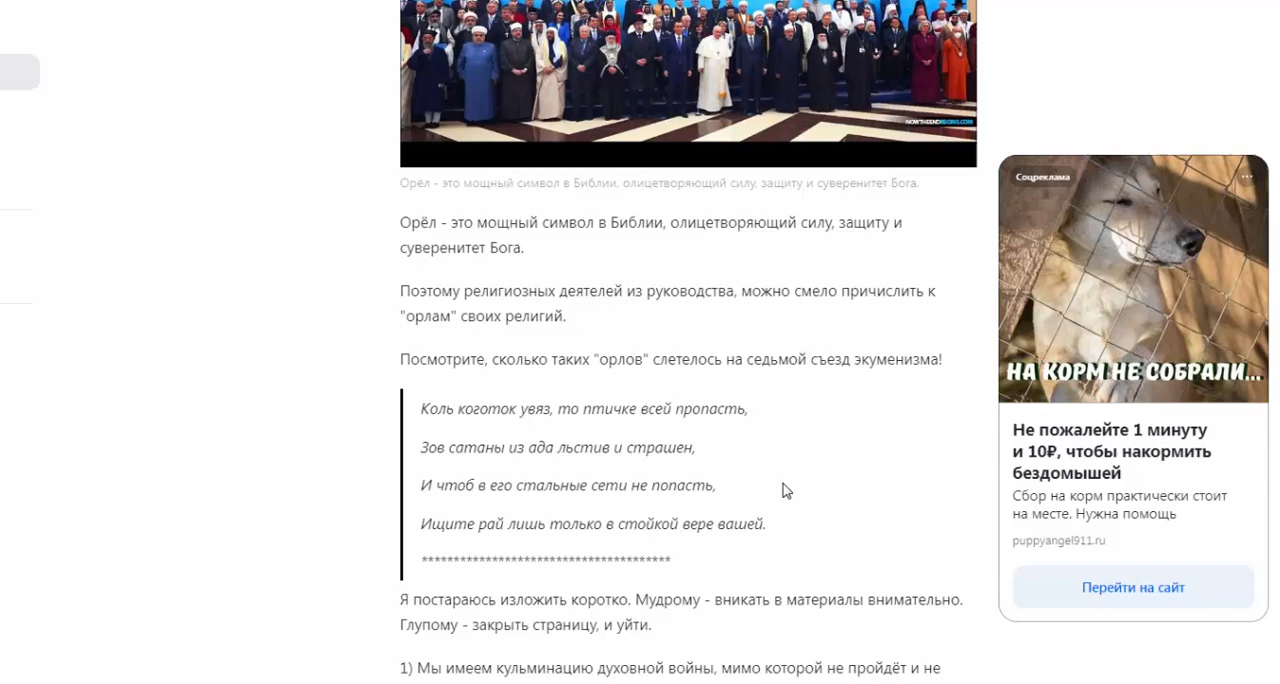 NOWTHEENDBEGINS.COM
Орёл - это мощный символ в Библии, олицетворяющий силу, защиту и суверенитет Бога.
Орёл - это мощный символ в Библии, олицетворяющий силу, защиту и
суверенитет Бога.
Поэтому религиозных деятелей из руководства, можно смело причислить к
"орлам" своих религий.
Посмотрите, сколько таких "орлов" слетелось на седьмой съезд экуменизма!
Коль коготок увяз, то птичке всей пропасть,
Зов сатаны из ада льстив и страшен,
И чтоб в его стальные сети не попасть,
Ищите рай лишь только в стойкой вере вашей.
***************************************
Я постараюсь изложить коротко. Мудрому - вникать в материалы внимательно.
Глупому - закрыть страницу, и уйти.
1) Мы имеем кульминацию духовной войны, мимо которой не пройдёт и не
Соцреклама
НА КОРМ НЕ СОБРАЛИ...
Не пожалейте 1 минуту
и 10₽, чтобы накормить
бездомышей
Сбор на корм практически стоит
на месте. Нужна помощь
puppyangel911.ru
Перейти на сайт